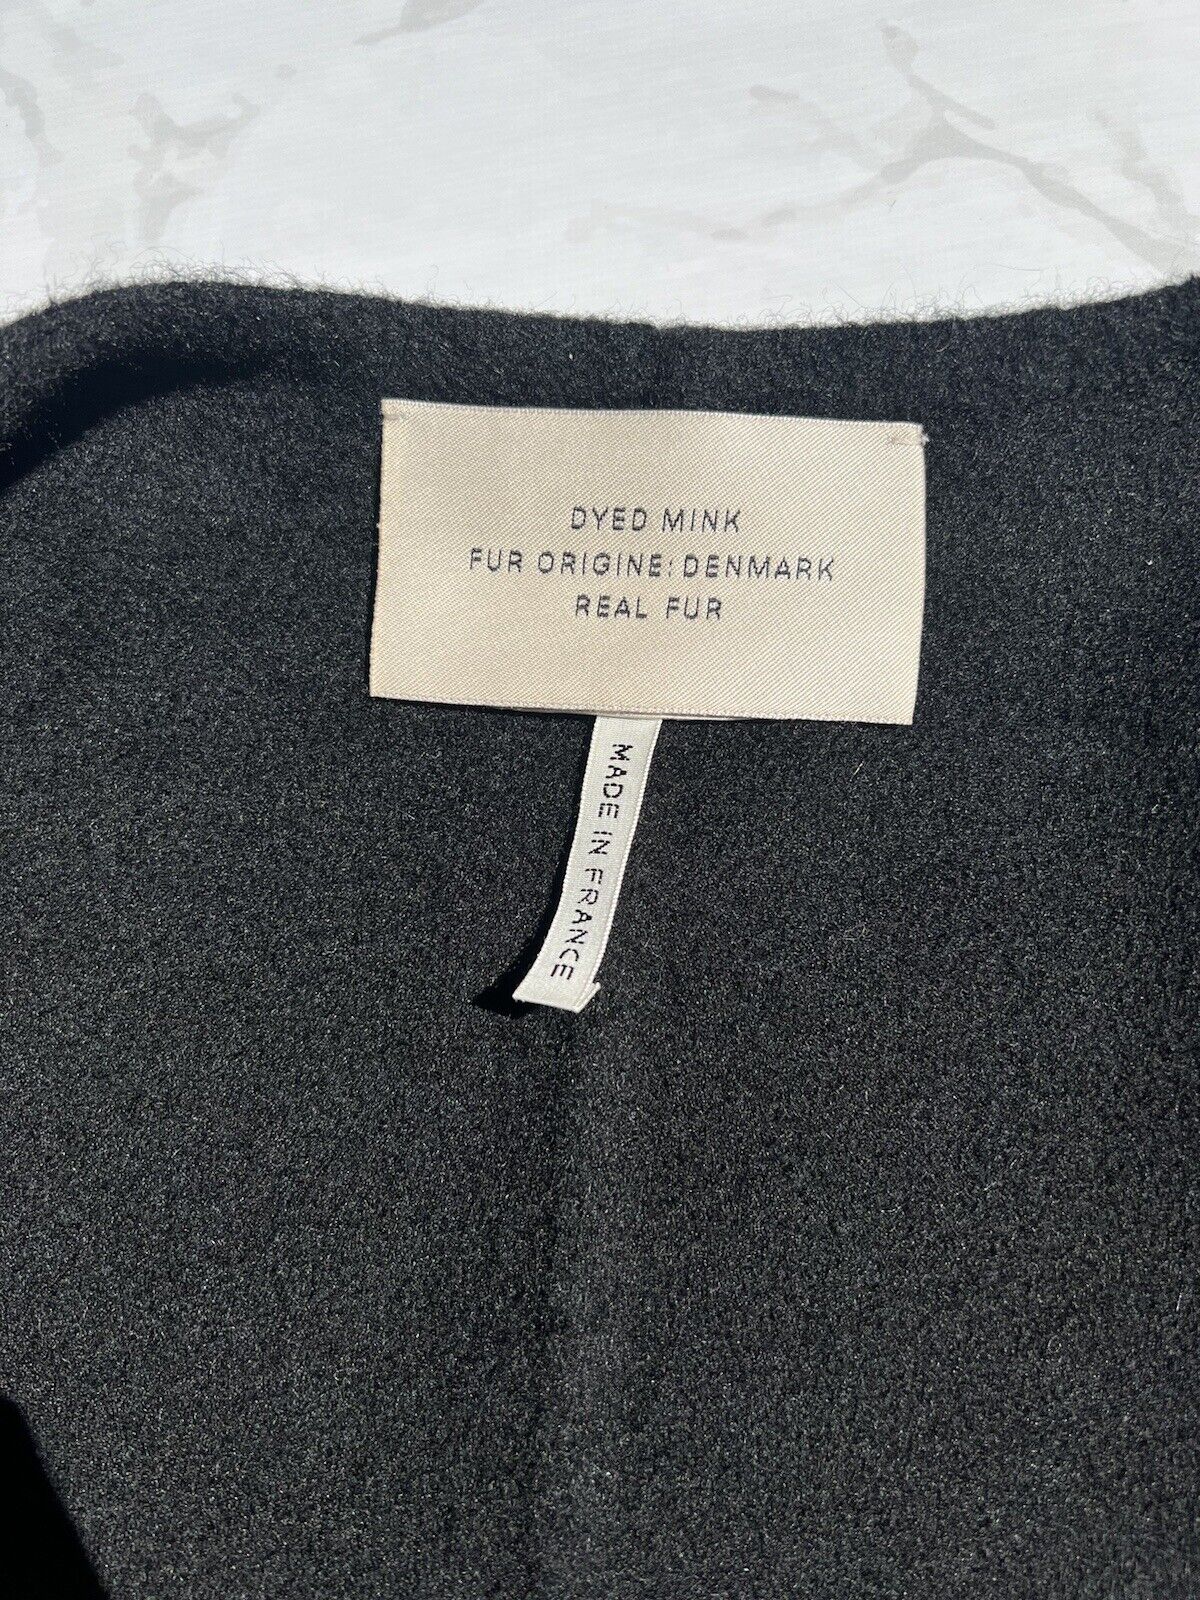 DYED MINK
FUR ORIGINE: DENMARK
REAL FUR
MADE IN FRANCE